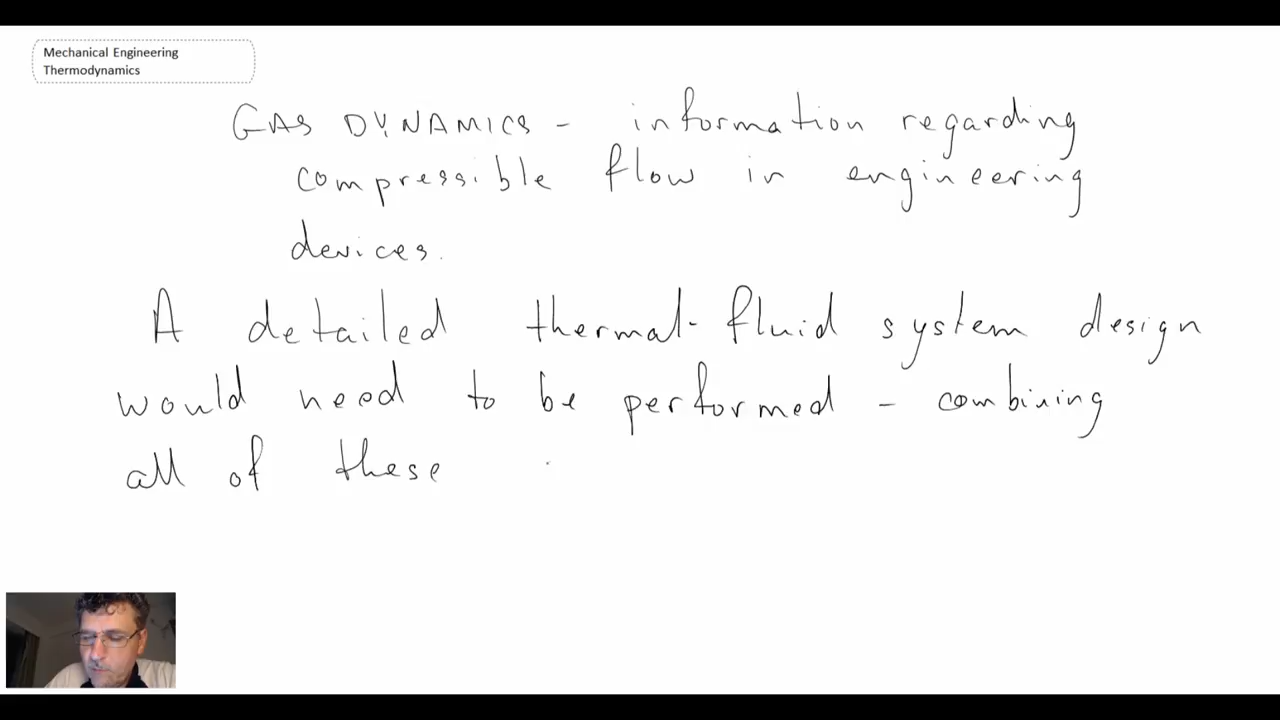 Mechanical Engineering
Thermodynamics
GAS DYNAMICS - information regarding
compressible flow in engineering
devices.
A detailed thermal-fluid system design
would need to be performed - combining
all of these